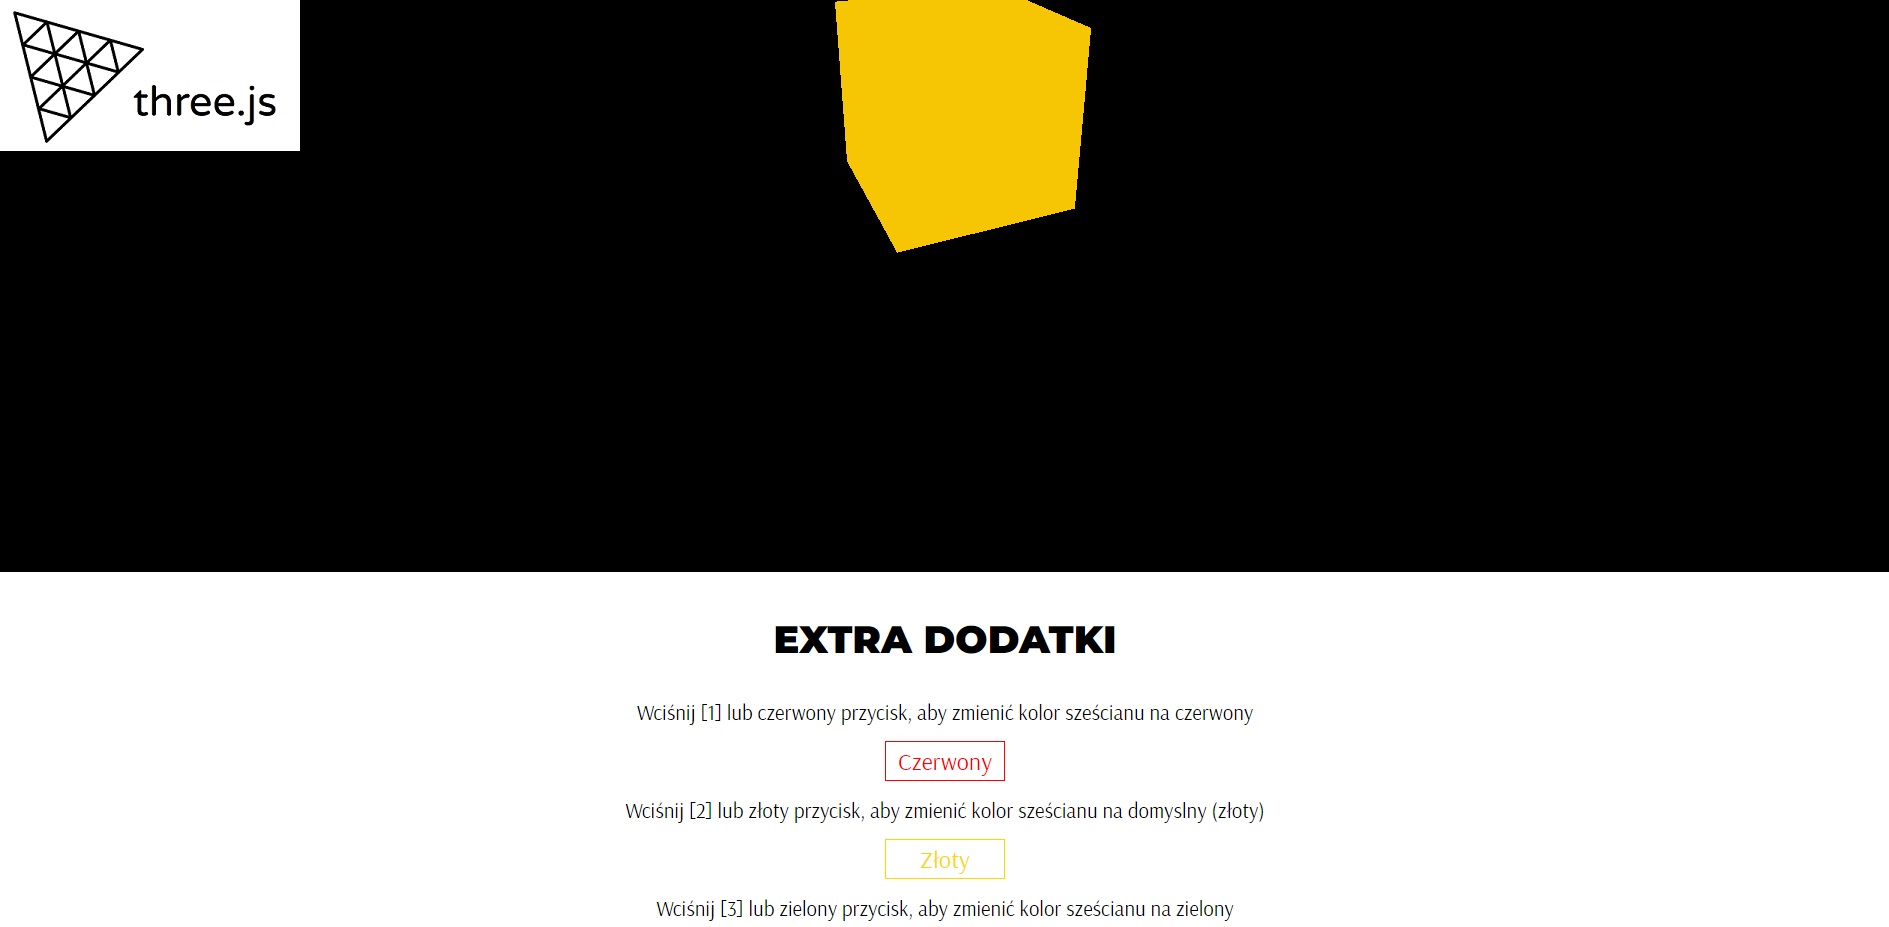 three.js
EXTRA DODATKI
Wciśnij [1] lub czerwony przycisk, aby zmienić kolor sześcianu na czerwony
Czerwony
Wciśnij [2] lub złoty przycisk, aby zmienić kolor sześcianu na domyslny (złoty)
Złoty
Wciśnij [3] lub zielony przycisk, aby zmienić kolor sześcianu na zielony